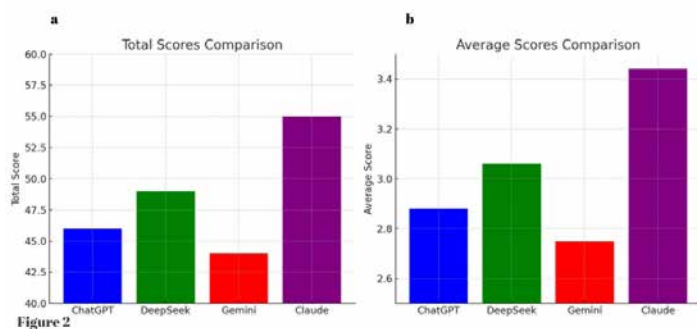 a
b
Total Scores Comparison
Average Scores Comparison
60.0
57.5
55.0
52.5
50.0
47.5
45.0
42.5
40.0
Total Score
ChatGPT DeepSeek Gemini Claude
3.4
3.2
3.0
2.8
2.6
Average Score
ChatGPT DeepSeek Gemini Claude
Figure 2